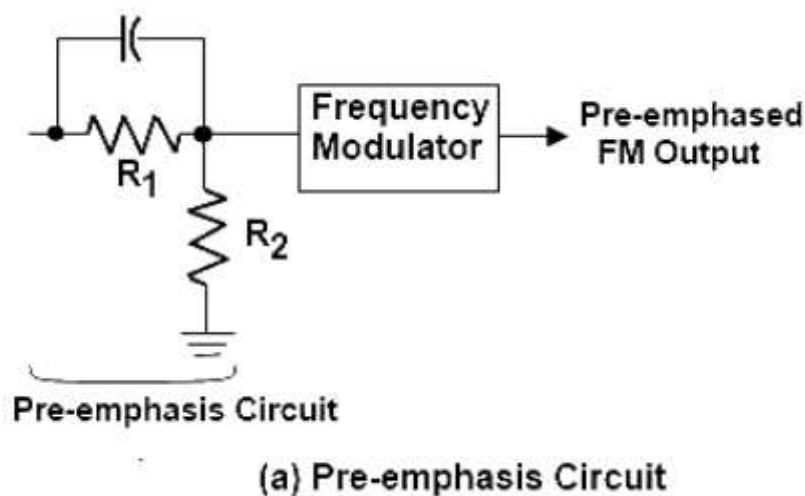 R1
R2
Frequency
Modulator
Pre-emphased
FM Output
Pre-emphasis Circuit
(a) Pre-emphasis Circuit